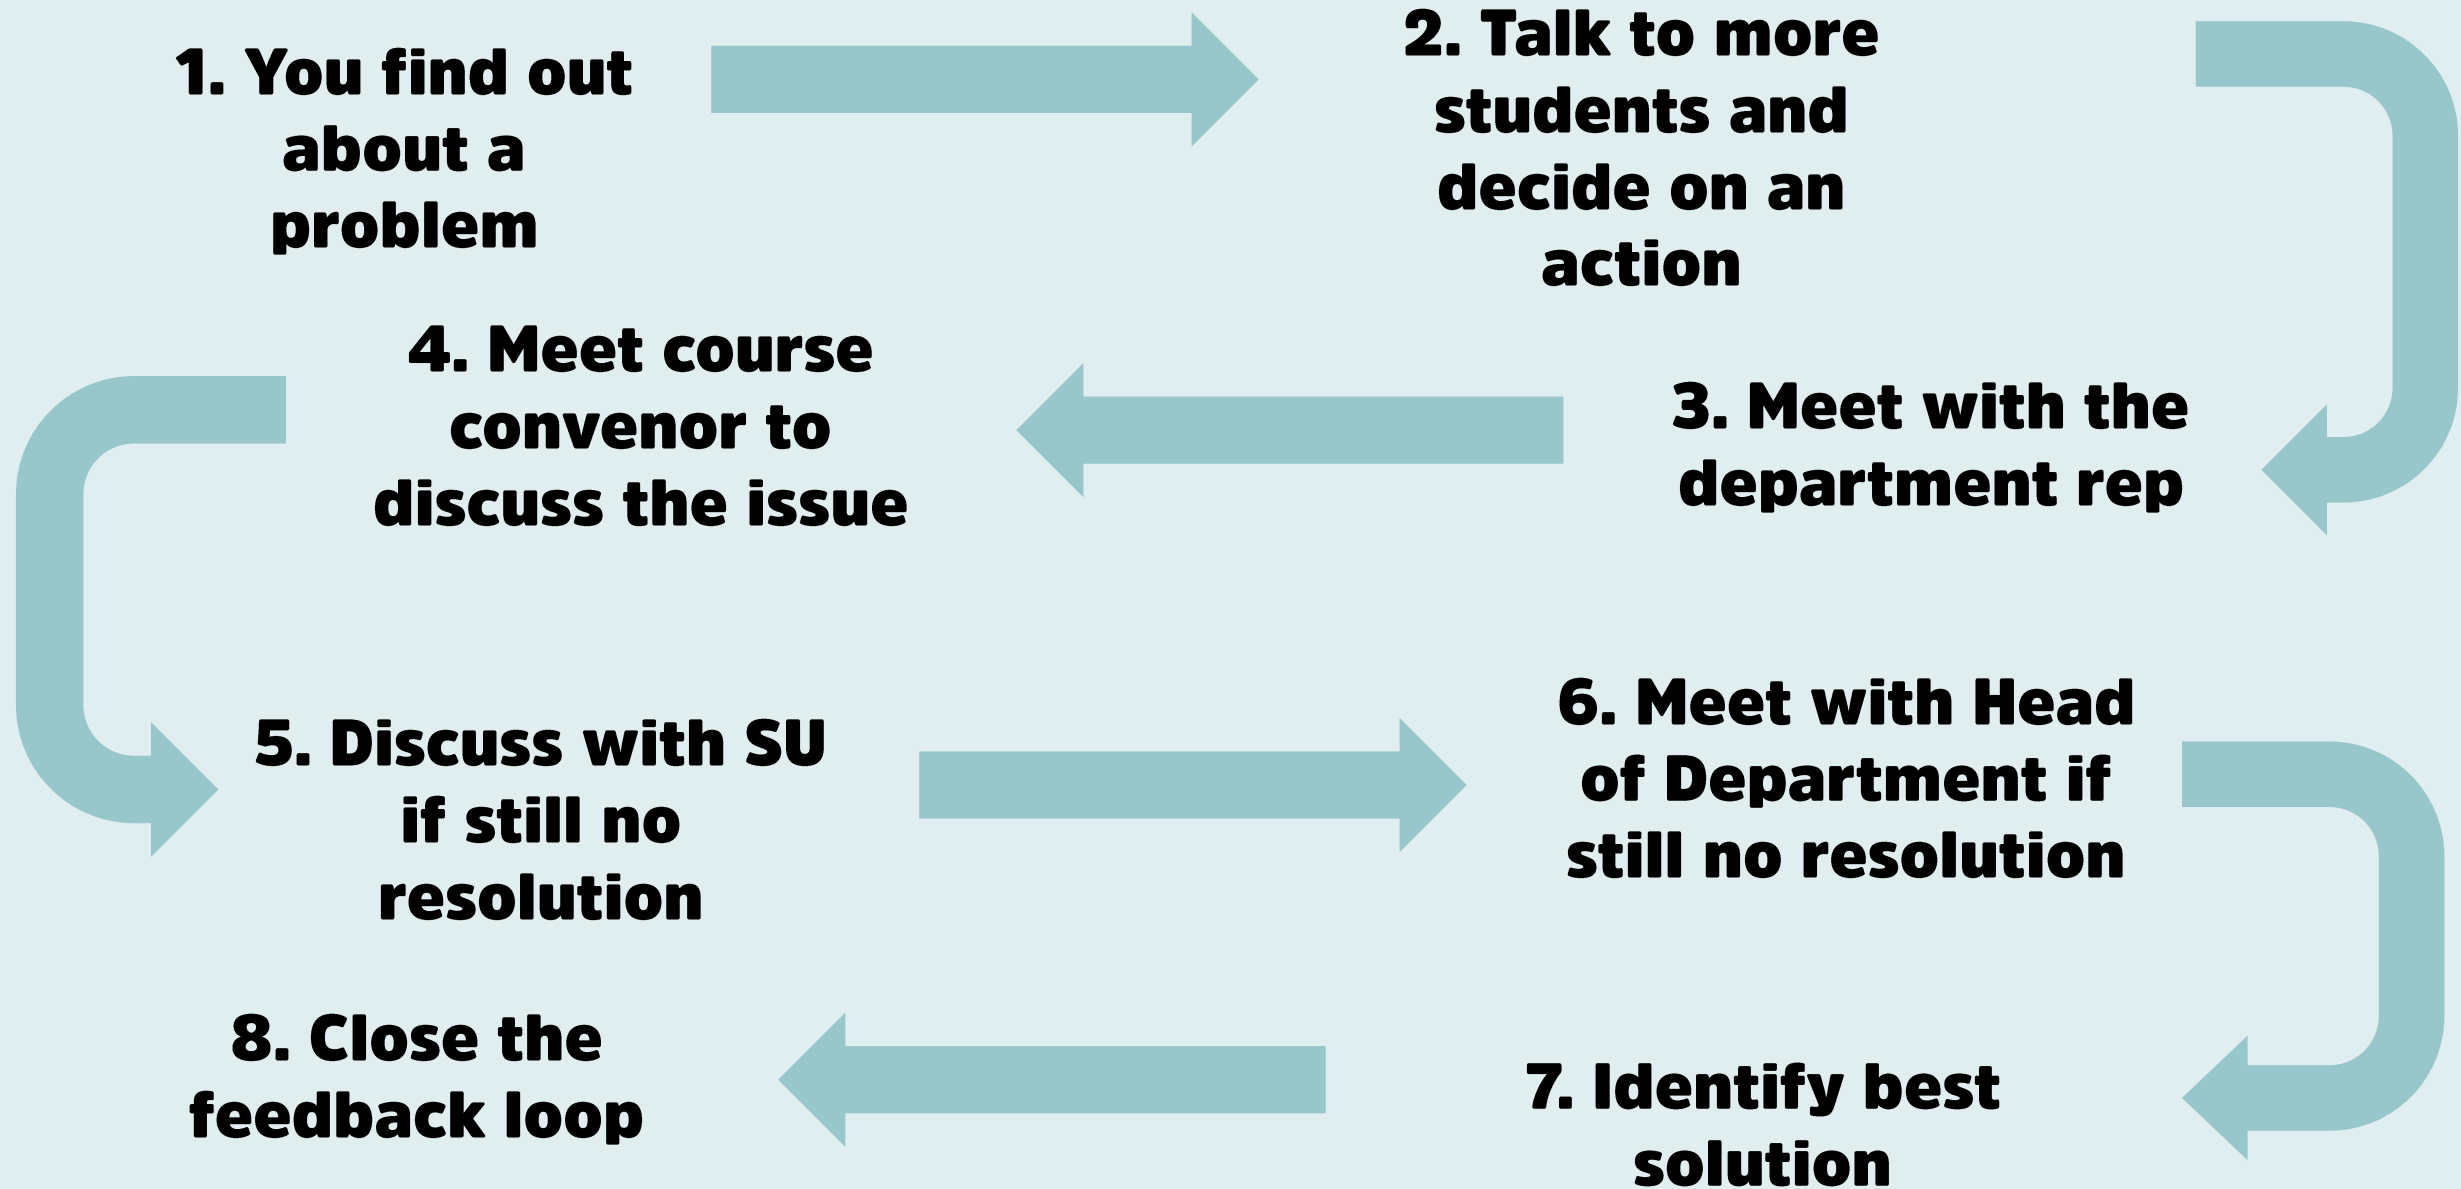 1. You find out
about a
problem
2. Talk to more
students and
decide on an
action
3. Meet with the
department rep
4. Meet course
convenor to
discuss the issue
5. Discuss with SU
if still no
resolution
6. Meet with Head
of Department if
still no resolution
7. Identify best
solution
8. Close the
feedback loop